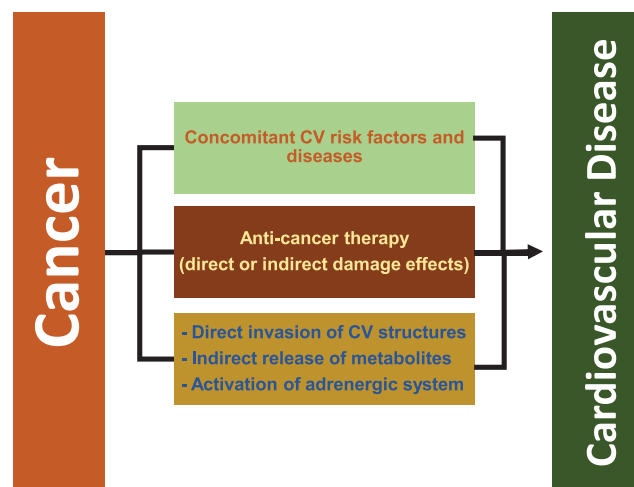 Cancer
Concomitant CV risk factors and
diseases
Anti-cancer therapy
(direct or indirect damage effects)
- Direct invasion of CV structures
- Indirect release of metabolites
- Activation of adrenergic system
Cardiovascular Disease